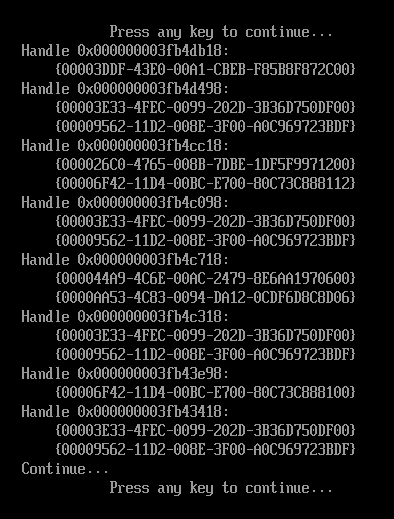 Press any key to continue...
Handle 0x000000003fb4db18:
{00003DDF-43E0-00A1-CBEB-F85B8F872C00}
Handle 0x000000003fb4d498:
{00003E33-4FEC-0099-202D-3B36D750DF00}
{00009562-11D2-008E-3F00-A0C969723BDF}
Handle 0x000000003fb4cc18:
{000026C0-4765-008B-7DBE-1DF5F9971200}
{00006F42-11D4-00BC-E700-80C73C888112}
Handle 0x000000003fb4c098:
{00003E33-4FEC-0099-202D-3B36D750DF00}
{00009562-11D2-008E-3F00-A0C969723BDF}
Handle 0x000000003fb4c718:
{000044A9-4C6E-00AC-2479-8E6AA1970600}
{0000AA53-4C83-0094-DA12-0CDF6D8C8D06}
Handle 0x000000003fb4c318:
{00003E33-4FEC-0099-202D-3B36D750DF00}
{00009562-11D2-008E-3F00-A0C969723BDF}
Handle 0x000000003fb43e98:
{00006F42-11D4-00BC-E700-80C73C888100}
Handle 0x000000003fb43418:
{00003E33-4FEC-0099-202D-3B36D750DF00}
{00009562-11D2-008E-3F00-A0C969723BDF}
Continue...
Press any key to continue...